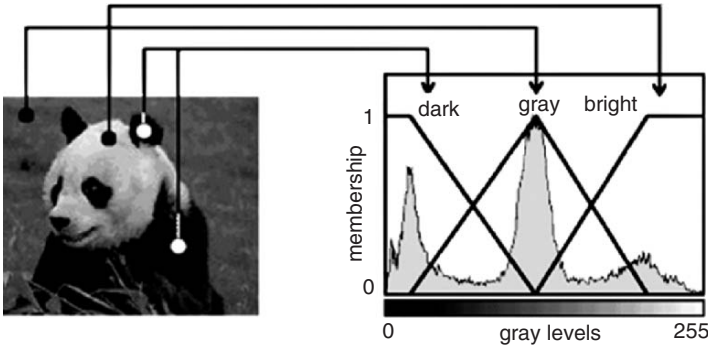 dark gray bright
1
membership
0
0 gray levels 255